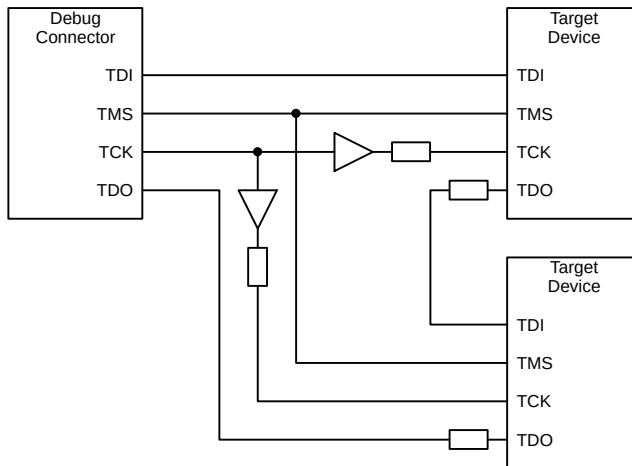 Debug
Connector
TDI
TMS
TCK
TDO
Target
Device
TDI
TMS
TCK
TDO
Target
Device
TDI
TMS
TCK
TDO